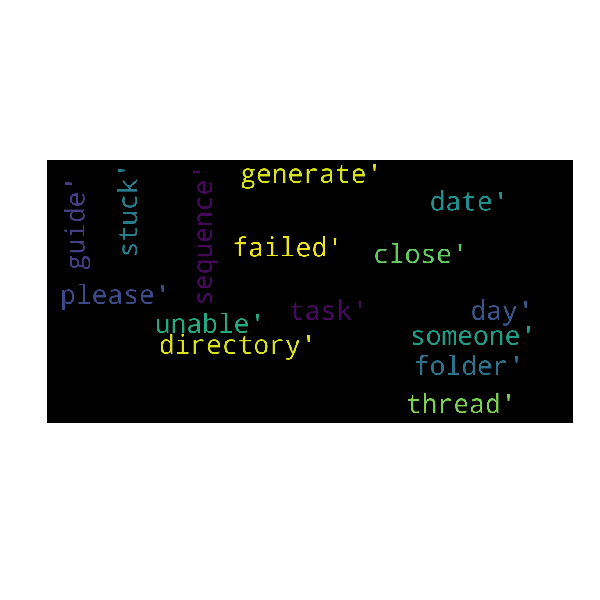 generate'
guide'
stuck'
sequence'
date'
failed'
close'
please'
task'
day'
unable'
someone'
directory'
folder'
thread'